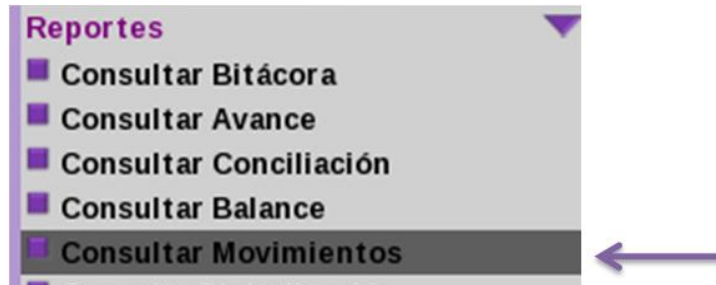 Reportes
Consultar Bitácora
Consultar Avance
Consultar Conciliación
Consultar Balance
Consultar Movimientos